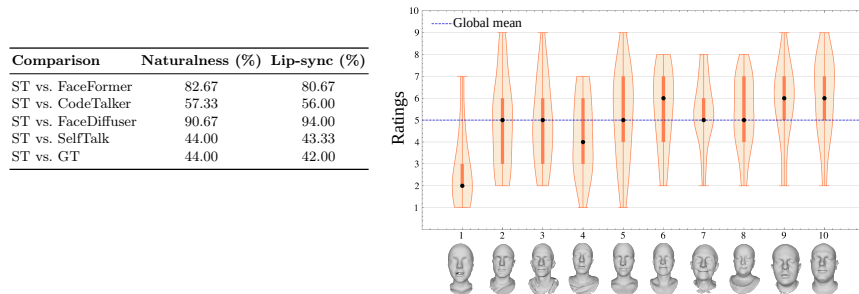 Comparison Naturalness (%) Lip-sync (%)
ST vs. FaceFormer 82.67 80.67
ST vs. CodeTalker 57.33 56.00
ST vs. FaceDiffuser 90.67 94.00
ST vs. SelfTalk 44.00 43.33
ST vs. GT 44.00 42.00
10
9
8
7
6
5
4
3
2
1
Ratings
Global mean
1 2 3 4 5 6 7 8 9 10